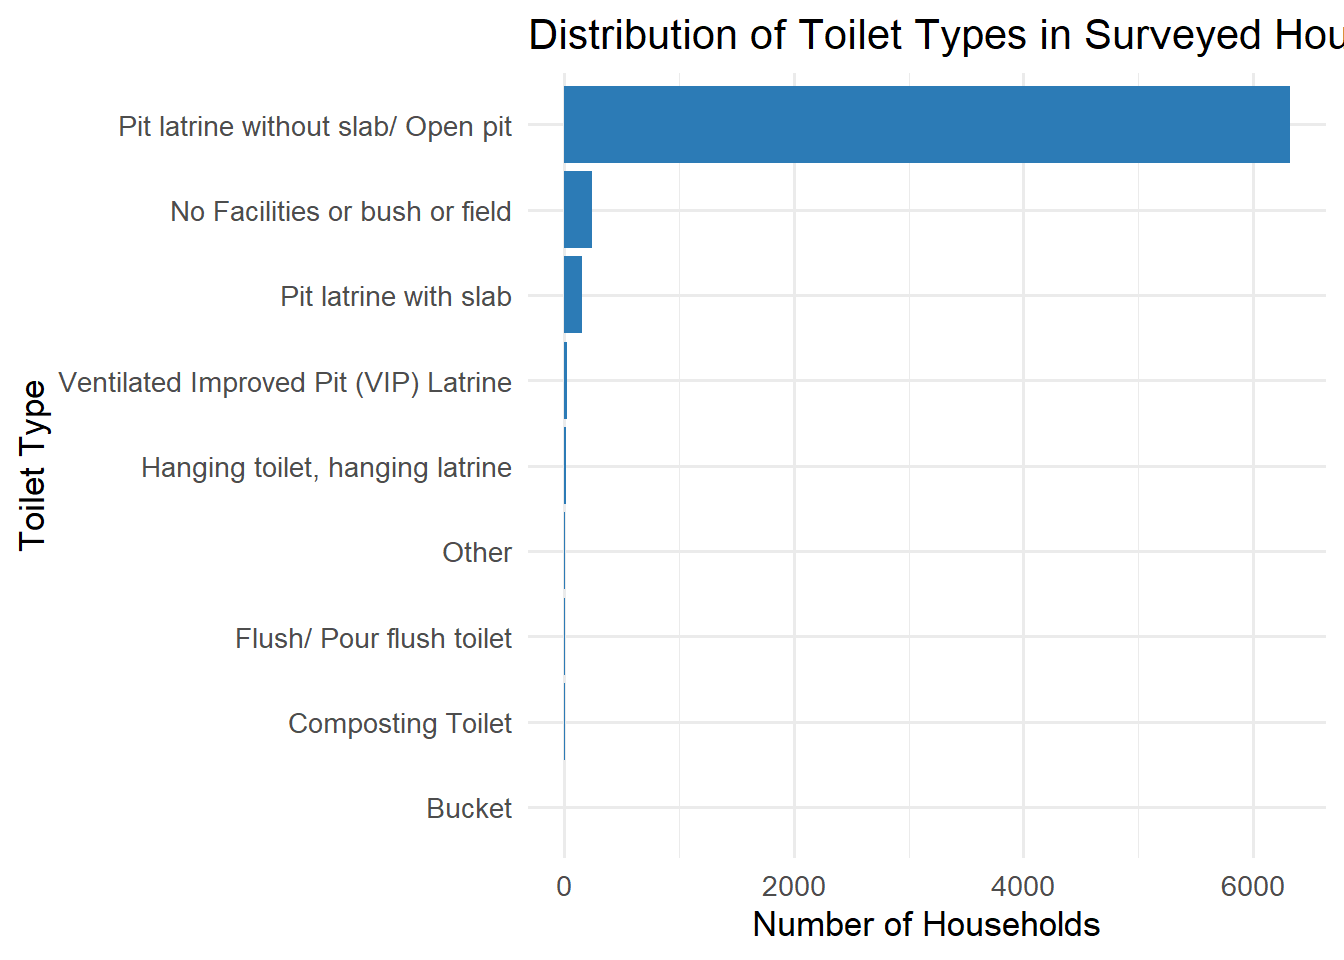 Distribution of Toilet Types in Surveyed Hou
Pit latrine without slab/ Open pit
No Facilities or bush or field
Pit latrine with slab
Ventilated Improved Pit (VIP) Latrine
Hanging toilet, hanging latrine
Other
Flush/ Pour flush toilet
Composting Toilet
Bucket
Toilet Type
0 2000 4000 6000
Number of Households